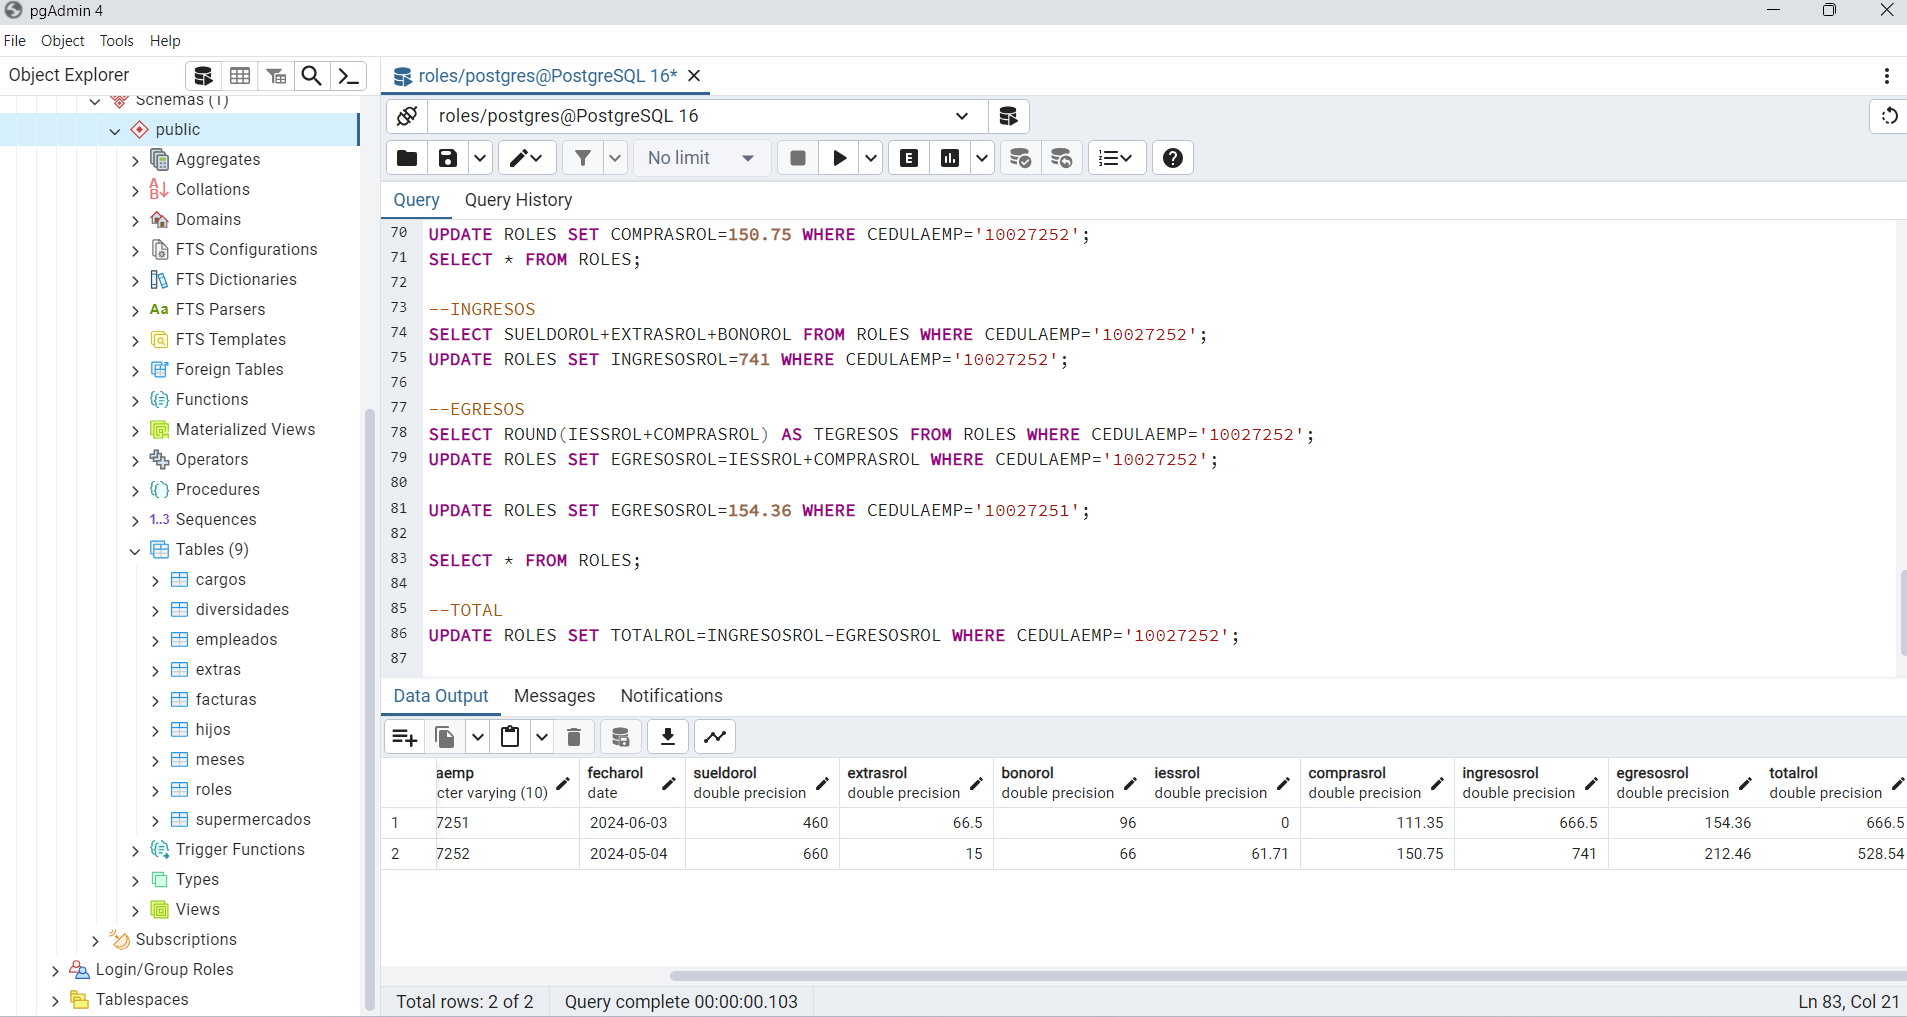 pgAdmin 4
File Object Tools Help
Object Explorer
roles/postgres@PostgreSQL 16*
Schemas (1)
public
Aggregates
Collations
Domains
FTS Configurations
FTS Dictionaries
Aa FTS Parsers
FTS Templates
Foreign Tables
Functions
Materialized Views
Operators
Procedures
1..3 Sequences
Tables (9)
cargos
diversidades
empleados
extras
facturas
hijos
meses
roles
supermercados
Trigger Functions
Types
Views
Subscriptions
Login/Group Roles
Tablespaces
roles/postgres@PostgreSQL 16
No limit
E
Query Query History
70 UPDATE ROLES SET COMPRASROL=150.75 WHERE CEDULAEMP='10027252';
71 SELECT * FROM ROLES;
72
73 --INGRESOS
74 SELECT SUELDOROL+EXTRASROL+BONOROL FROM ROLES WHERE CEDULAEMP='10027252';
75 UPDATE ROLES SET INGRESOSROL=741 WHERE CEDULAEMP='10027252';
76
77 --EGRESOS
78 SELECT ROUND(IESSROL+COMPRASROL) AS TEGRESOS FROM ROLES WHERE CEDULAEMP='10027252';
79 UPDATE ROLES SET EGRESOSROL=IESSROL+COMPRASROL WHERE CEDULAEMP='10027252';
80
81 UPDATE ROLES SET EGRESOSROL=154.36 WHERE CEDULAEMP='10027251';
82
83 SELECT * FROM ROLES;
84
85 --TOTAL
86 UPDATE ROLES SET TOTALROL=INGRESOSROL-EGRESOSROL WHERE CEDULAEMP='10027252';
87
Data Output Messages Notifications
aemp fecharol sueldorol extrasrol bonorol iessrol comprasrol ingresosrol egresosrol totalrol
cter varying (10) date double precision double precision double precision double precision double precision double precision double precision double precision
1 7251 2024-06-03 460 66.5 96 0 111.35 666.5 154.36 666.5
2 7252 2024-05-04 660 15 66 61.71 150.75 741 212.46 528.54
Total rows: 2 of 2 Query complete 00:00:00.103 Ln 83, Col 21